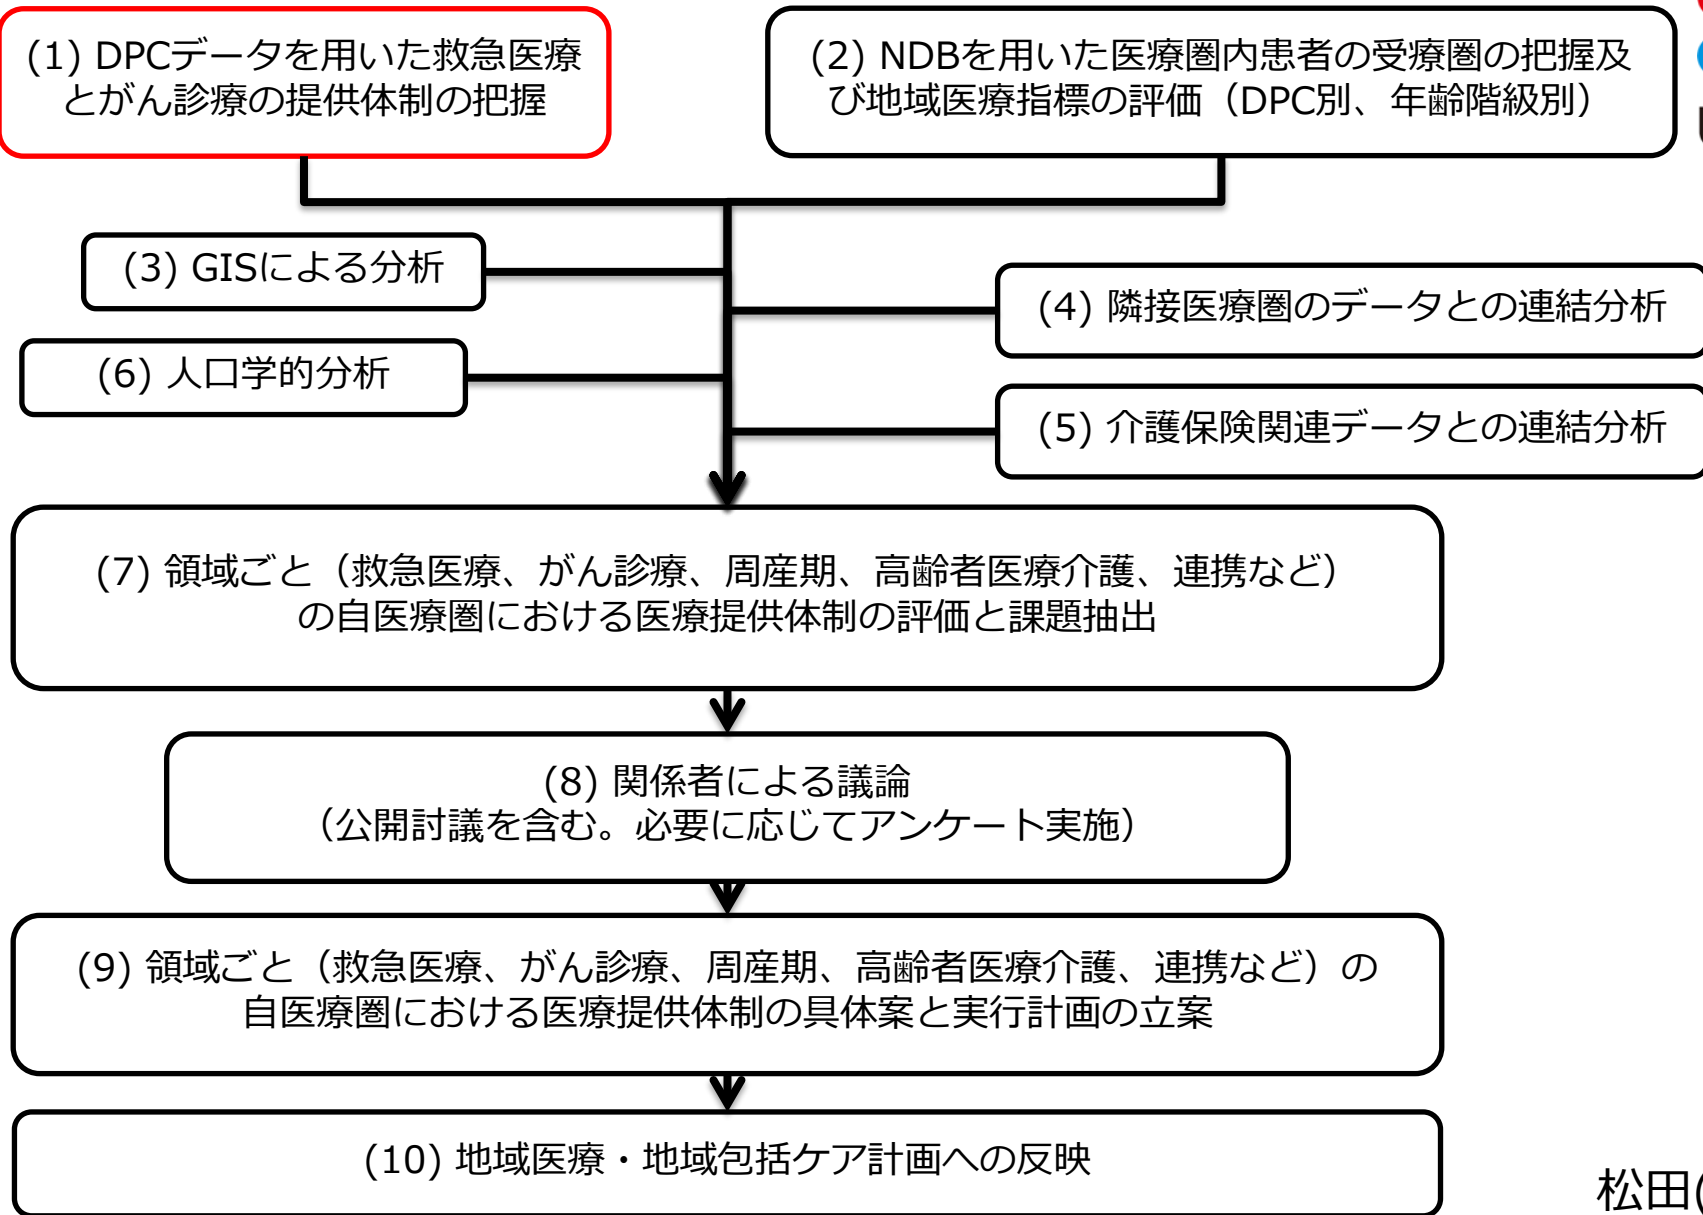 (1) DPCデータを用いた救急医療
とがん診療の提供体制の把握
(2) NDBを用いた医療圏内患者の受療圏の把握及
び地域医療指標の評価（DPC別、年齢階級別）
(3) GISによる分析
(4) 隣接医療圏のデータとの連結分析
(6) 人口学的分析
(5) 介護保険関連データとの連結分析
(7) 領域ごと（救急医療、がん診療、周産期、高齢者医療介護、連携など）
の自医療圏における医療提供体制の評価と課題抽出
(8) 関係者による議論
（公開討議を含む。必要に応じてアンケート実施）
(9) 領域ごと（救急医療、がん診療、周産期、高齢者医療介護、連携など）の
自医療圏における医療提供体制の具体案と実行計画の立案
(10) 地域医療・地域包括ケア計画への反映
松田(